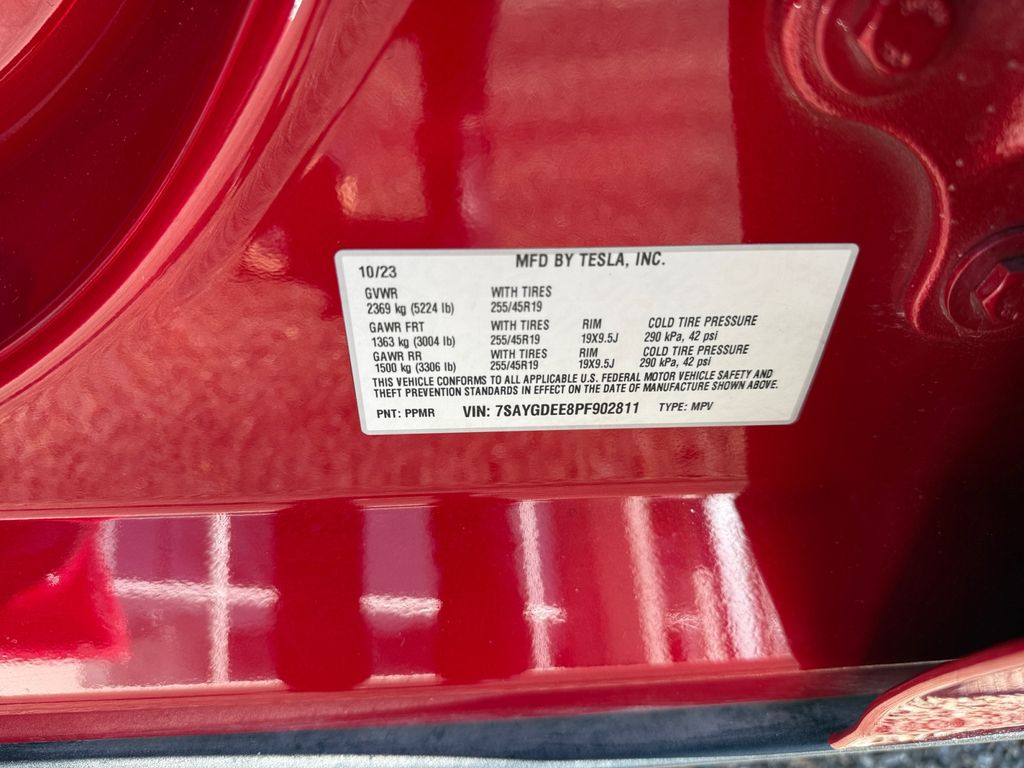 MFD BY TESLA, INC.
10/23
GVWR WITH TIRES
2369 kg (5224 lb) 255/45R19
GAWR FRT WITH TIRES RIM COLD TIRE PRESSURE
1363 kg (3004 lb) 255/45R19 19X9.5J 290 kPa, 42 psi
GAWR RR WITH TIRES RIM COLD TIRE PRESSURE
1500 kg (3306 lb) 255/45R19 19X9.5J 290 kPa, 42 psi
THIS VEHICLE CONFORMS TO ALL APPLICABLE U.S. FEDERAL MOTOR VEHICLE SAFETY AND
THEFT PREVENTION STANDARDS IN EFFECT ON THE DATE OF MANUFACTURE SHOWN ABOVE.
PNT: PPMR VIN: 7SAYGDEE8PF902811 TYPE: MPV